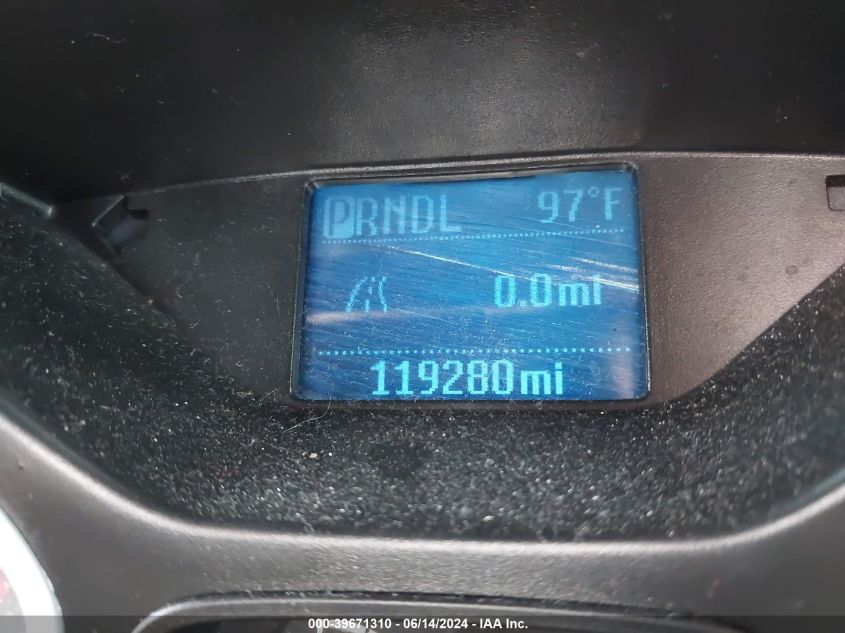 PRNDL 97°F
0.0mi
119280mi
000-39671310 / 06/14/2024 - IAA Inc.